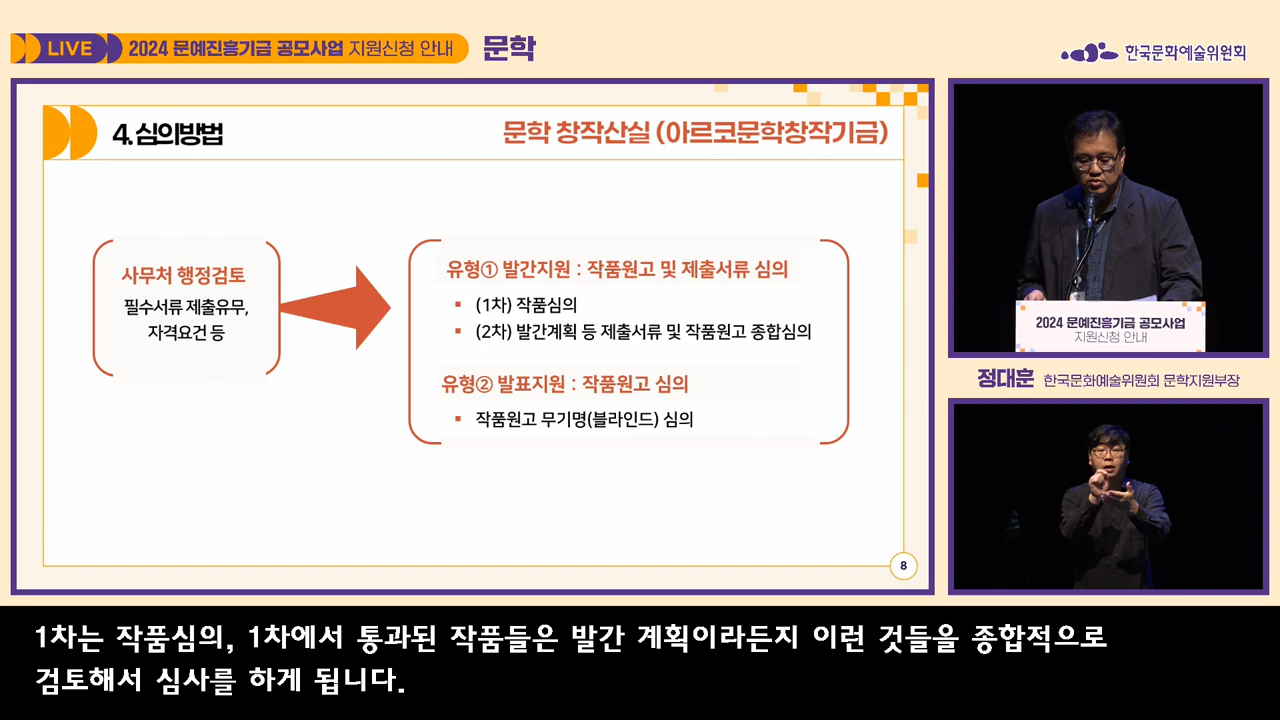 LIVE 2024 문예진흥기금 공모사업 지원신청 안내 문학
한국문화예술위원회
4. 심의방법
문학 창작산실 (아르코문학창작기금)
사무처 행정검토
필수서류 제출유무,
자격요건 등
유형① 발간지원 : 작품원고 및 제출서류 심의
(1차) 작품심의
(2차) 발간계획 등 제출서류 및 작품원고 종합심의
유형② 발표지원 : 작품원고 심의
작품원고 무기명(블라인드) 심의
8
2024 문예진흥기금 공모사업
지원신청 안내
정대훈 한국문화예술위원회 문학지원부장
1차는 작품심의, 1차에서 통과된 작품들은 발간 계획이라든지 이런 것들을 종합적으로
검토해서 심사를 하게 됩니다.